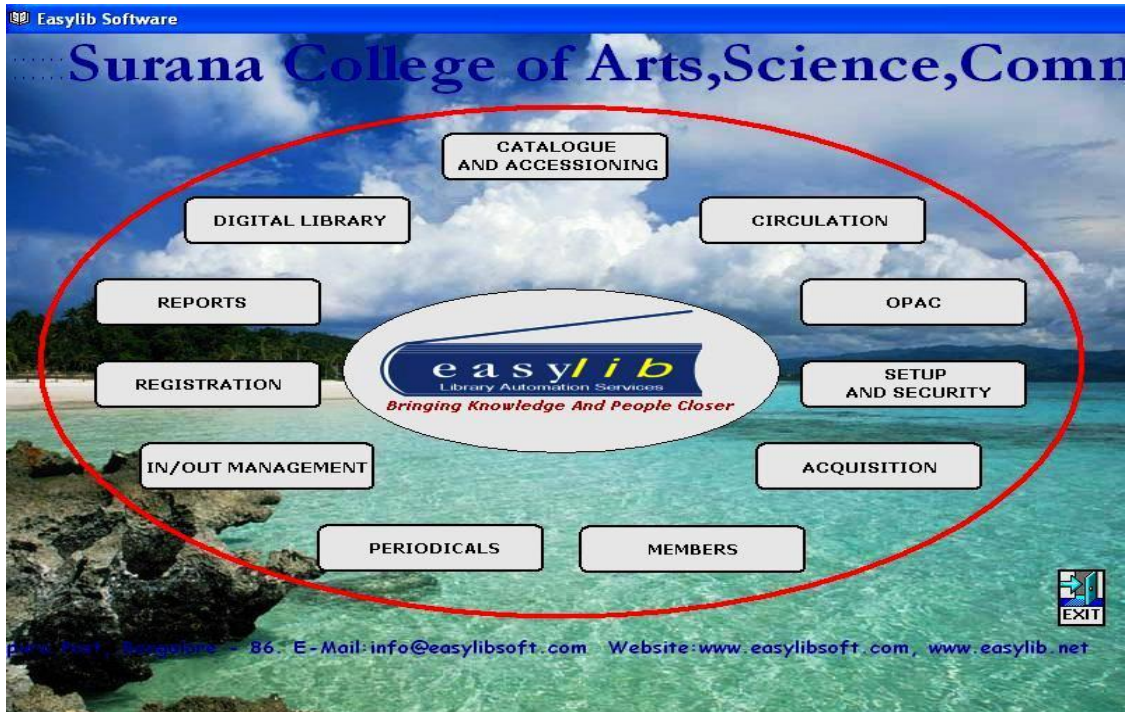 Easylib Software
Surana College of Arts,Science,Comm
CATALOGUE
AND ACCESSIONING
DIGITAL LIBRARY
CIRCULATION
REPORTS
OPAC
easylib
Library Automation Services
Bringing Knowledge And People Closer
REGISTRATION
SETUP
AND SECURITY
IN/OUT MANAGEMENT
ACQUISITION
PERIODICALS
MEMBERS
EXIT
Post, Bangalore - 86. E-Mail:info@easylibsoft.com Website:www.easylibsoft.com, www.easylib.net